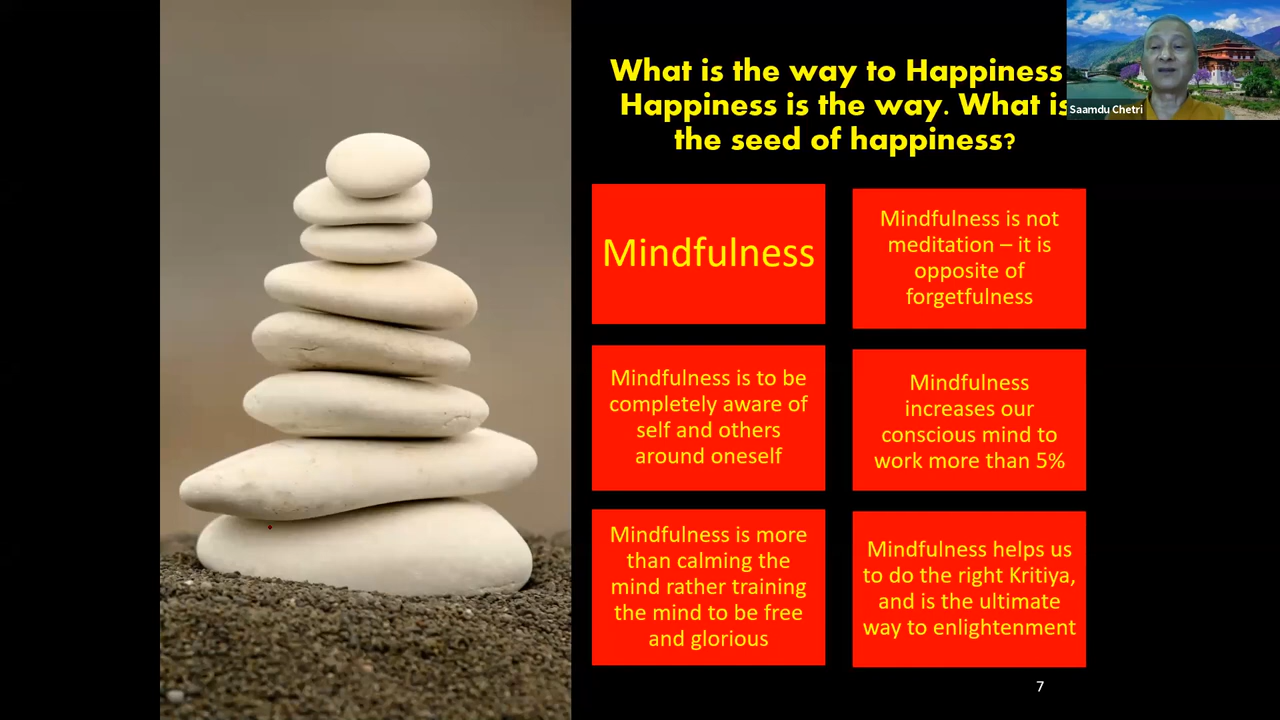 What is the way to Happiness
Happiness is the way. What is
the seed of happiness?
Saamdu Chetri
Mindfulness
Mindfulness is not
meditation – it is
opposite of
forgetfulness
Mindfulness is to be
completely aware of
self and others
around oneself
Mindfulness
increases our
conscious mind to
work more than 5%
Mindfulness is more
than calming the
mind rather training
the mind to be free
and glorious
Mindfulness helps us
to do the right Kritiya,
and is the ultimate
way to enlightenment
7